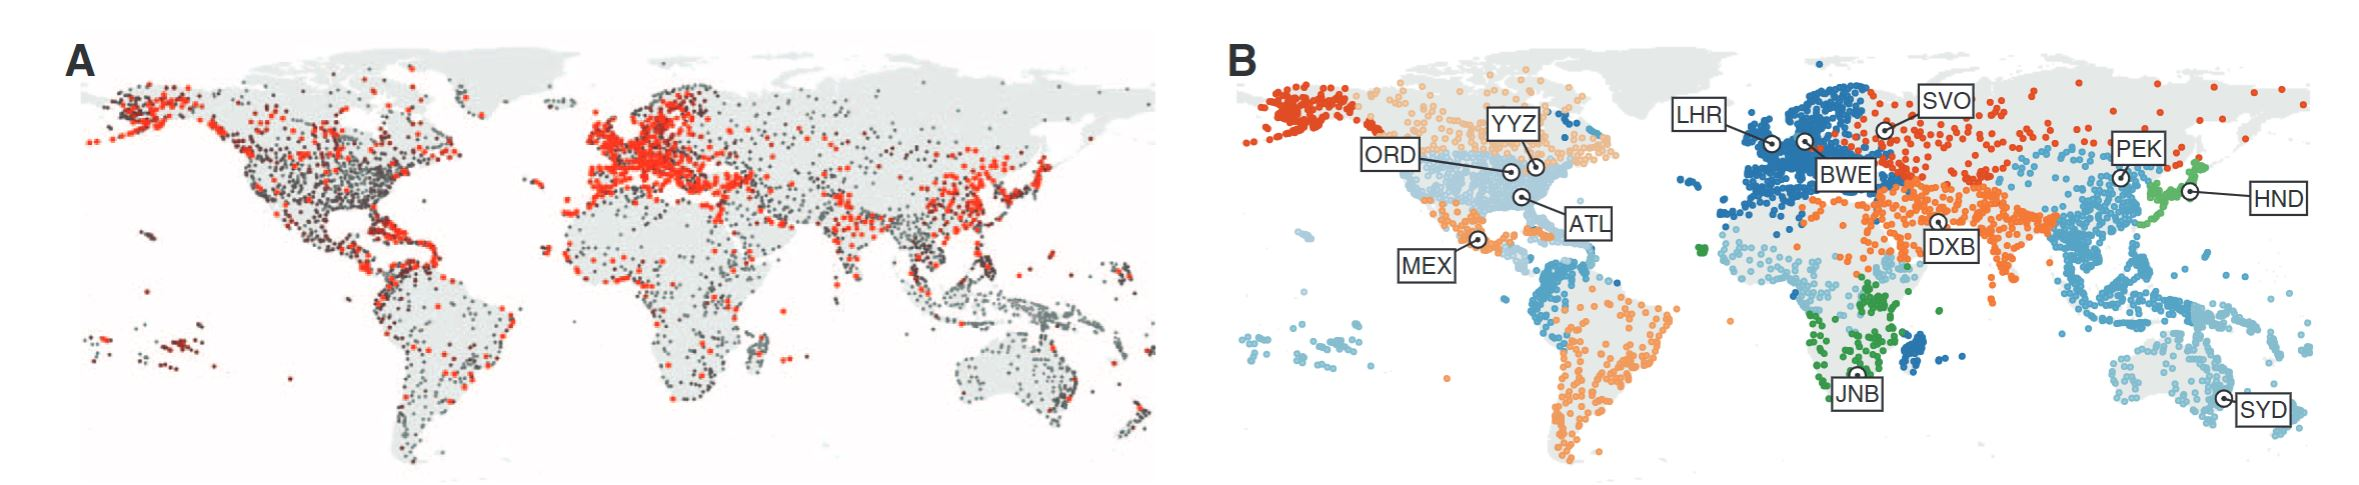 A
B
LHR
SVO
YYZ
ORD
PEK
BWE
HND
ATL
DXB
MEX
JNB
SYD